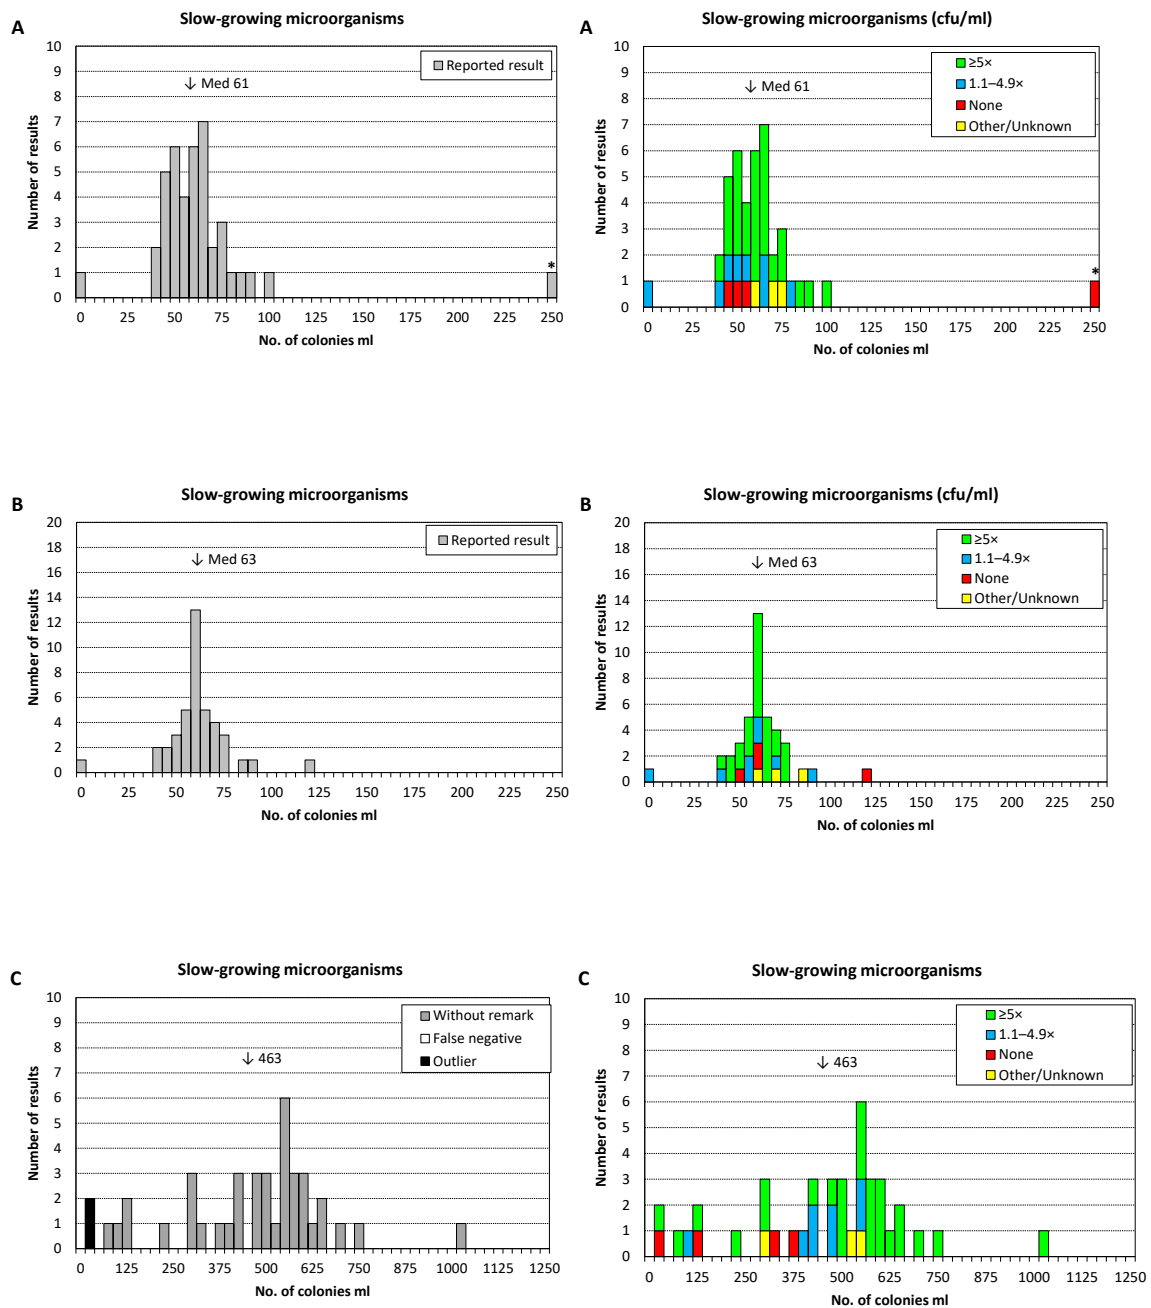 A
Slow-growing microorganisms
10
9
8
7
6
5
4
3
2
1
0
Number of results
↓ Med 61
Reported result
*
0 25 50 75 100 125 150 175 200 225 250
No. of colonies ml
A
Slow-growing microorganisms (cfu/ml)
10
9
8
7
6
5
4
3
2
1
0
Number of results
↓ Med 61
≥5×
1.1–4.9×
None
Other/Unknown
*
0 25 50 75 100 125 150 175 200 225 250
No. of colonies ml
B
Slow-growing microorganisms
20
18
16
14
12
10
8
6
4
2
0
Number of results
↓ Med 63
Reported result
0 25 50 75 100 125 150 175 200 225 250
No. of colonies ml
B
Slow-growing microorganisms (cfu/ml)
20
18
16
14
12
10
8
6
4
2
0
Number of results
↓ Med 63
≥5×
1.1–4.9×
None
Other/Unknown
0 25 50 75 100 125 150 175 200 225 250
No. of colonies ml
C
Slow-growing microorganisms
10
9
8
7
6
5
4
3
2
1
0
Number of results
↓ 463
Without remark
False negative
Outlier
0 125 250 375 500 625 750 875 1000 1125 1250
No. of colonies ml
C
Slow-growing microorganisms
10
9
8
7
6
5
4
3
2
1
0
Number of results
↓ 463
≥5×
1.1–4.9×
None
Other/Unknown
0 125 250 375 500 625 750 875 1000 1125 1250
No. of colonies ml